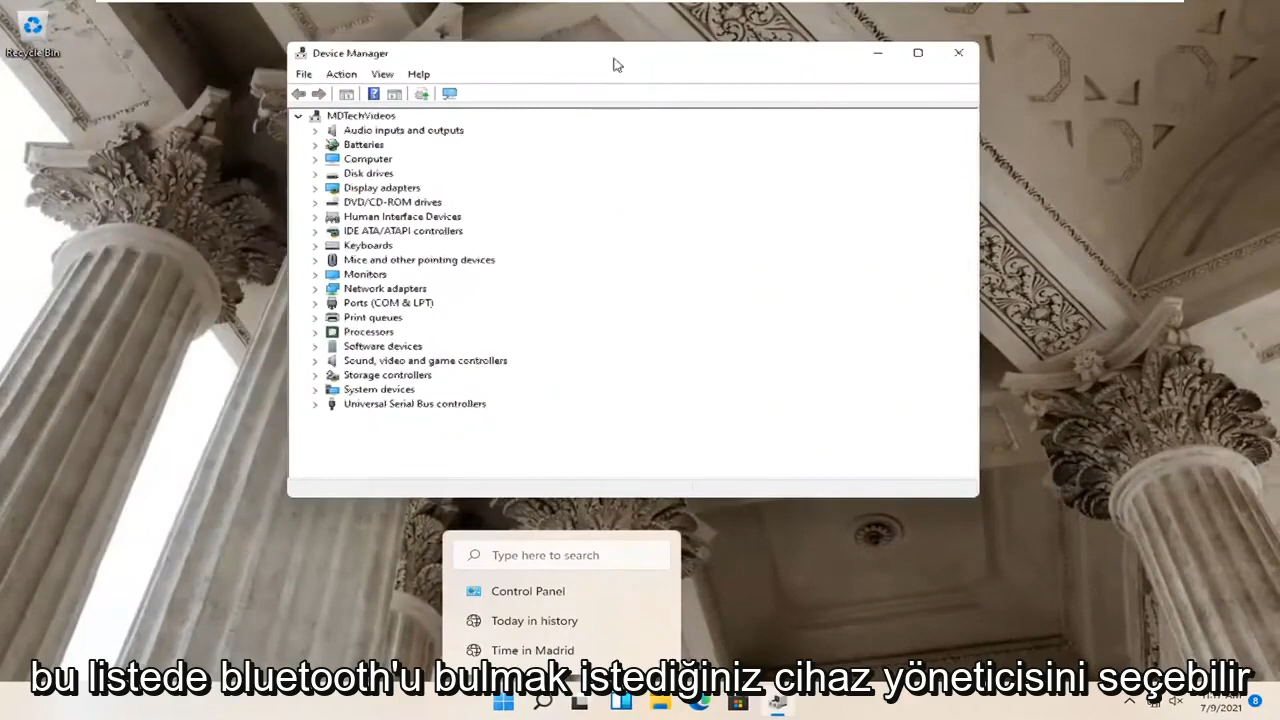 Recycle Bin
Device Manager
File Action View Help
MDTechVideos
Audio inputs and outputs
Batteries
Computer
Disk drives
Display adapters
DVD/CD-ROM drives
Human Interface Devices
IDE ATA/ATAPI controllers
Keyboards
Mice and other pointing devices
Monitors
Network adapters
Ports (COM & LPT)
Print queues
Processors
Software devices
Sound, video and game controllers
Storage controllers
System devices
Universal Serial Bus controllers
Type here to search
Control Panel
Today in history
Time in Madrid
bu listede bluetooth'u bulmak istediğiniz cihaz yöneticisini seçebilir
7/9/2021
8